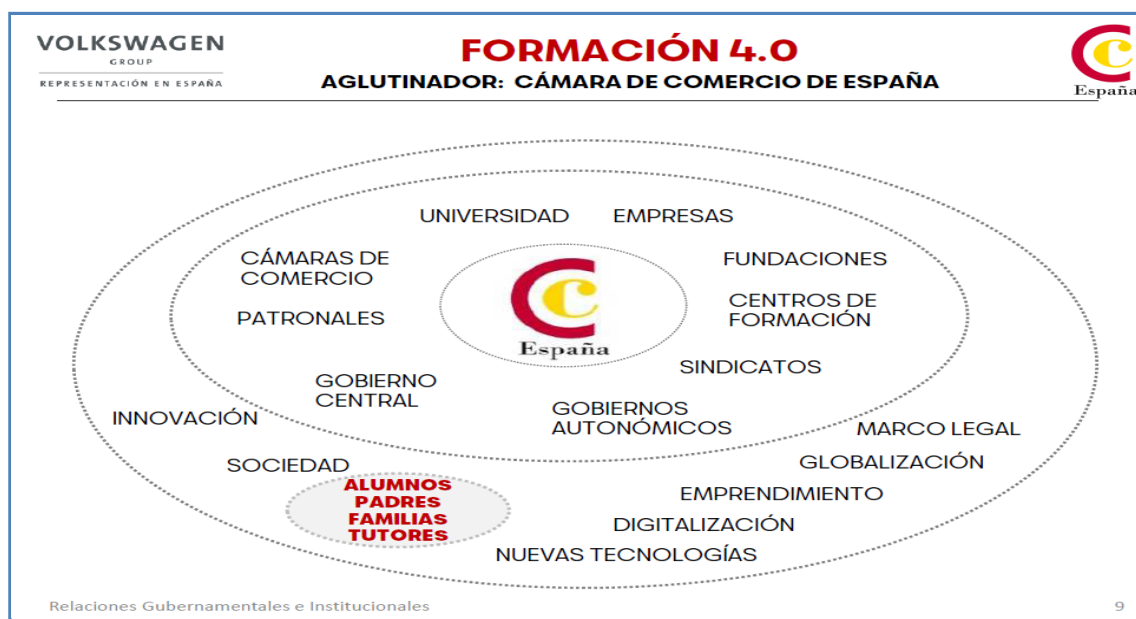 VOLKSWAGEN
GROUP
REPRESENTACIÓN EN ESPAÑA
FORMACIÓN 4.0
AGLUTINADOR: CÁMARA DE COMERCIO DE ESPAÑA
C
C
España
UNIVERSIDAD
EMPRESAS
CÁMARAS DE
COMERCIO
FUNDACIONES
PATRONALES
CENTROS DE
FORMACIÓN
C
C
España
SINDICATOS
GOBIERNO
CENTRAL
GOBIERNOS
AUTONÓMICOS
INNOVACIÓN
MARCO LEGAL
SOCIEDAD
GLOBALIZACIÓN
ALUMNOS
PADRES
FAMILIAS
TUTORES
EMPRENDIMIENTO
DIGITALIZACIÓN
NUEVAS TECNOLOGÍAS
Relaciones Gubernamentales e Institucionales
9